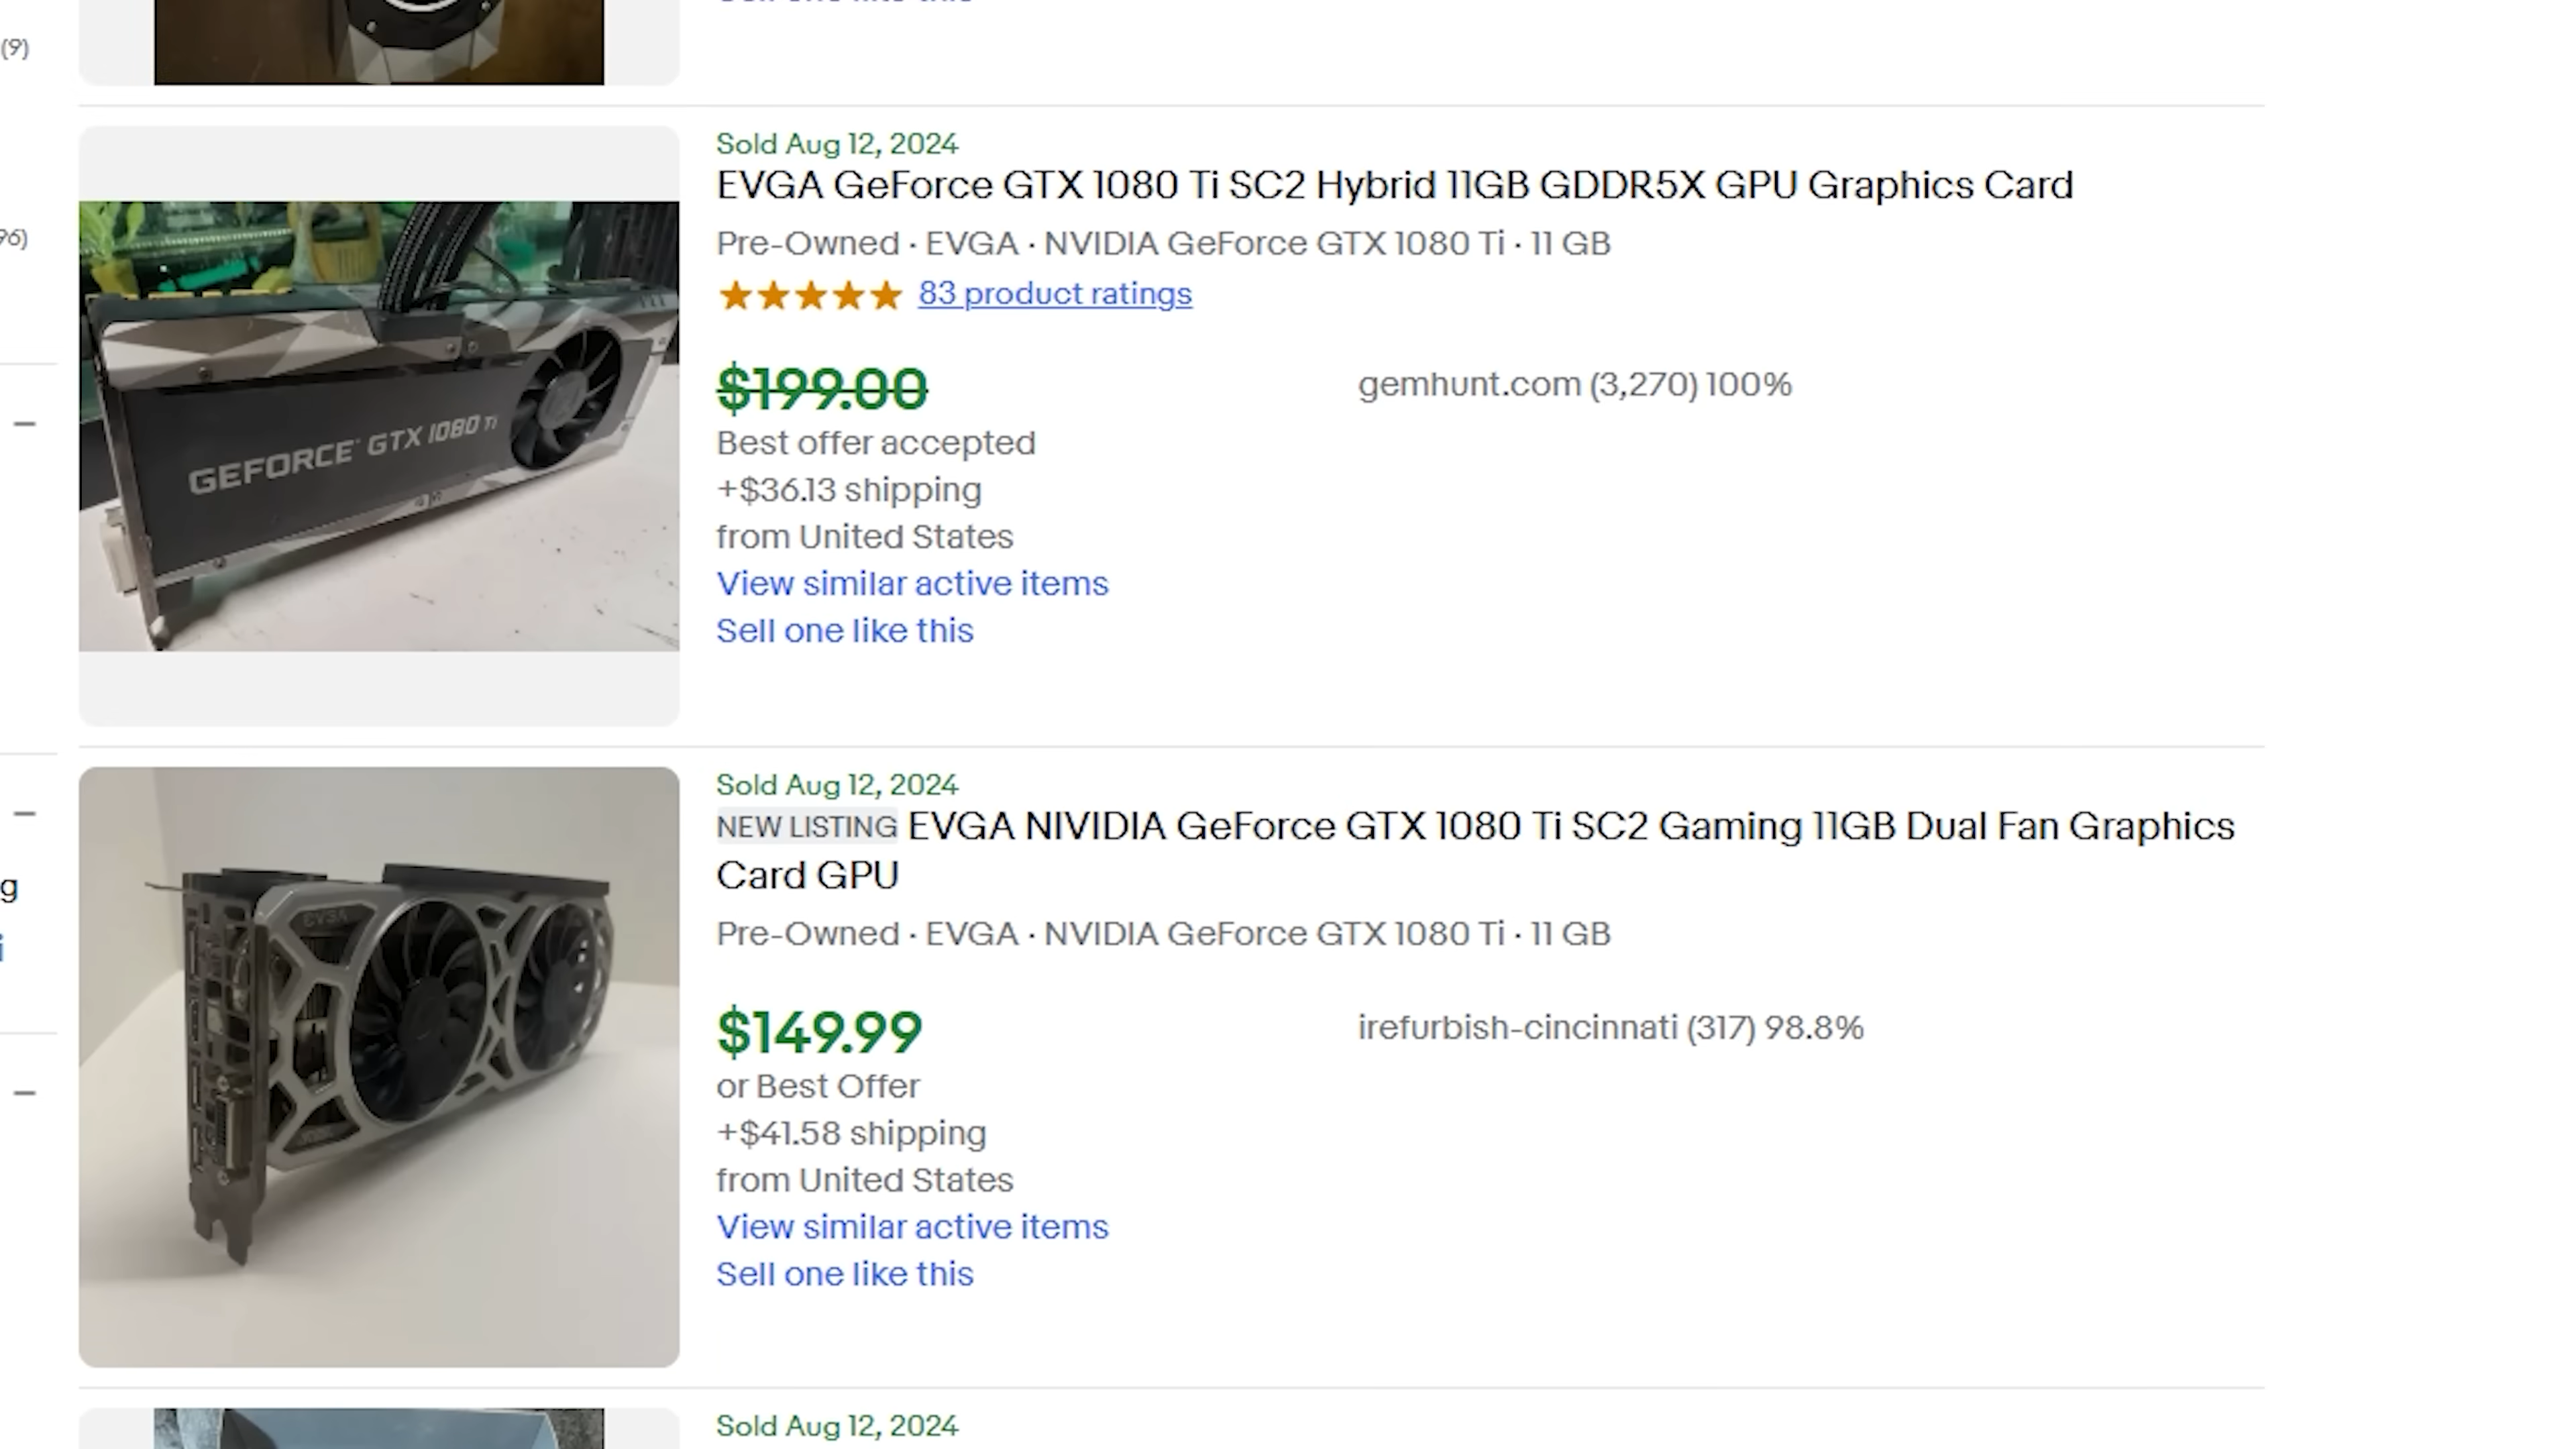 (9)
96)
Sold Aug 12, 2024
EVGA GeForce GTX 1080 Ti SC2 Hybrid 11GB GDDR5X GPU Graphics Card
Pre-Owned · EVGA · NVIDIA GeForce GTX 1080 Ti · 11 GB
83 product ratings
GEFORCE GTX 1080 Ti
$199.00
gemhunt.com (3,270) 100%
Best offer accepted
+$36.13 shipping
from United States
View similar active items
Sell one like this
Sold Aug 12, 2024
NEW LISTING EVGA NIVIDIA GeForce GTX 1080 Ti SC2 Gaming 11GB Dual Fan Graphics
Card GPU
Pre-Owned · EVGA · NVIDIA GeForce GTX 1080 Ti · 11 GB
g
EVGA
$149.99
irefurbish-cincinnati (317) 98.8%
or Best Offer
+$41.58 shipping
from United States
View similar active items
Sell one like this
Sold Aug 12, 2024